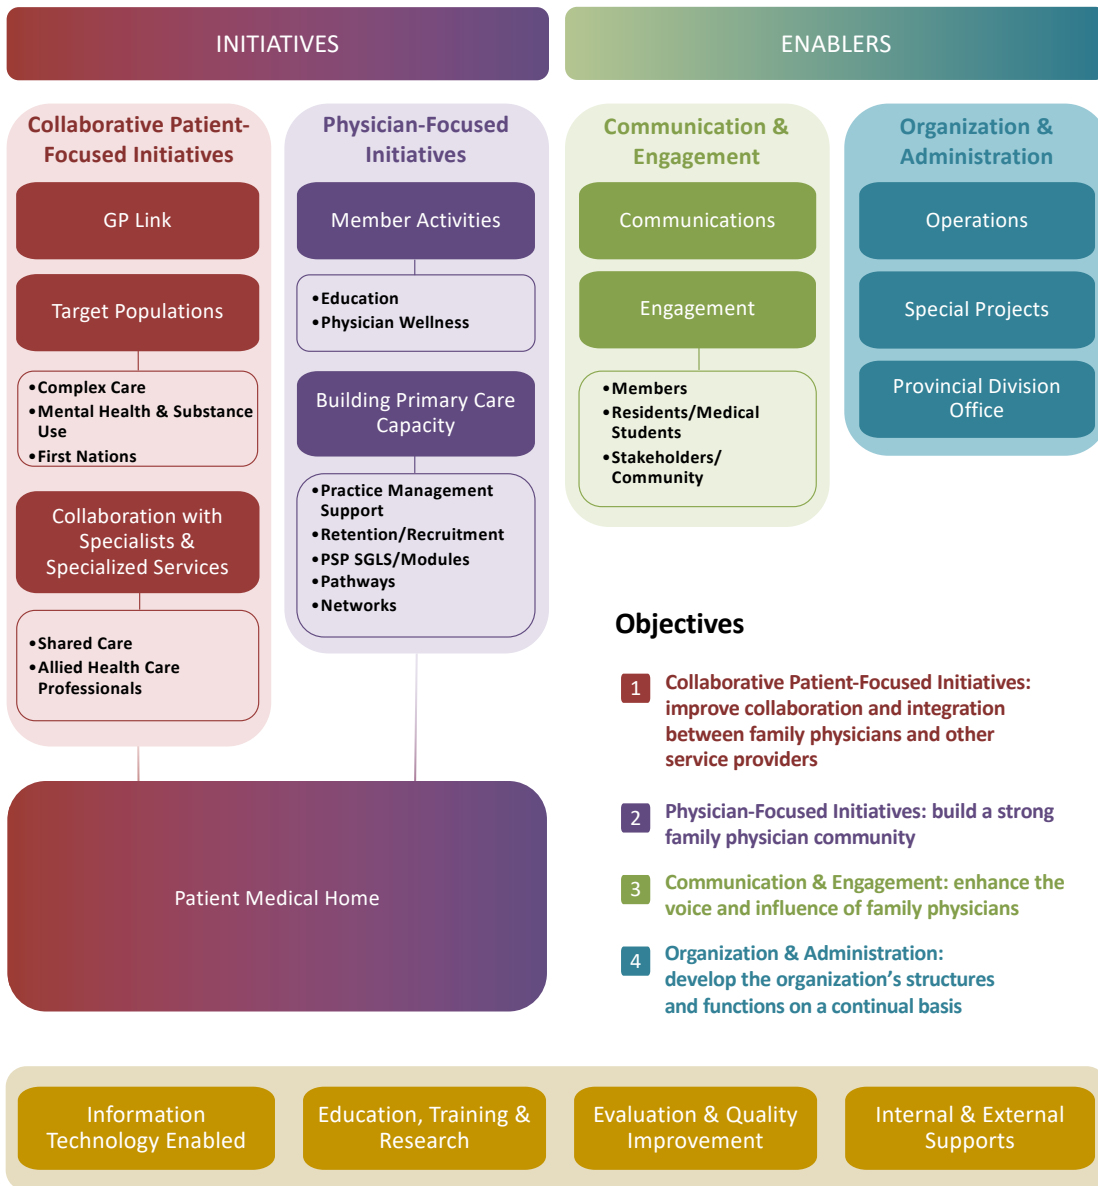 INITIATIVES
ENABLERS
Collaborative Patient-
Focused Initiatives
GP Link
Target Populations
•Complex Care
•Mental Health & Substance
Use
•First Nations
Collaboration with
Specialists &
Specialized Services
•Shared Care
•Allied Health Care
Professionals
Physician-Focused
Initiatives
Member Activities
•Education
•Physician Wellness
Building Primary Care
Capacity
•Practice Management
Support
•Retention/Recruitment
•PSP SGLS/Modules
•Pathways
•Networks
Communication &
Engagement
Communications
Engagement
•Members
•Residents/Medical
Students
•Stakeholders/
Community
Organization &
Administration
Operations
Special Projects
Provincial Division
Office
Patient Medical Home
Objectives
1 Collaborative Patient-Focused Initiatives:
improve collaboration and integration
between family physicians and other
service providers
2 Physician-Focused Initiatives: build a strong
family physician community
3 Communication & Engagement: enhance the
voice and influence of family physicians
4 Organization & Administration:
develop the organization’s structures
and functions on a continual basis
Information
Technology Enabled
Education, Training &
Research
Evaluation & Quality
Improvement
Internal & External
Supports